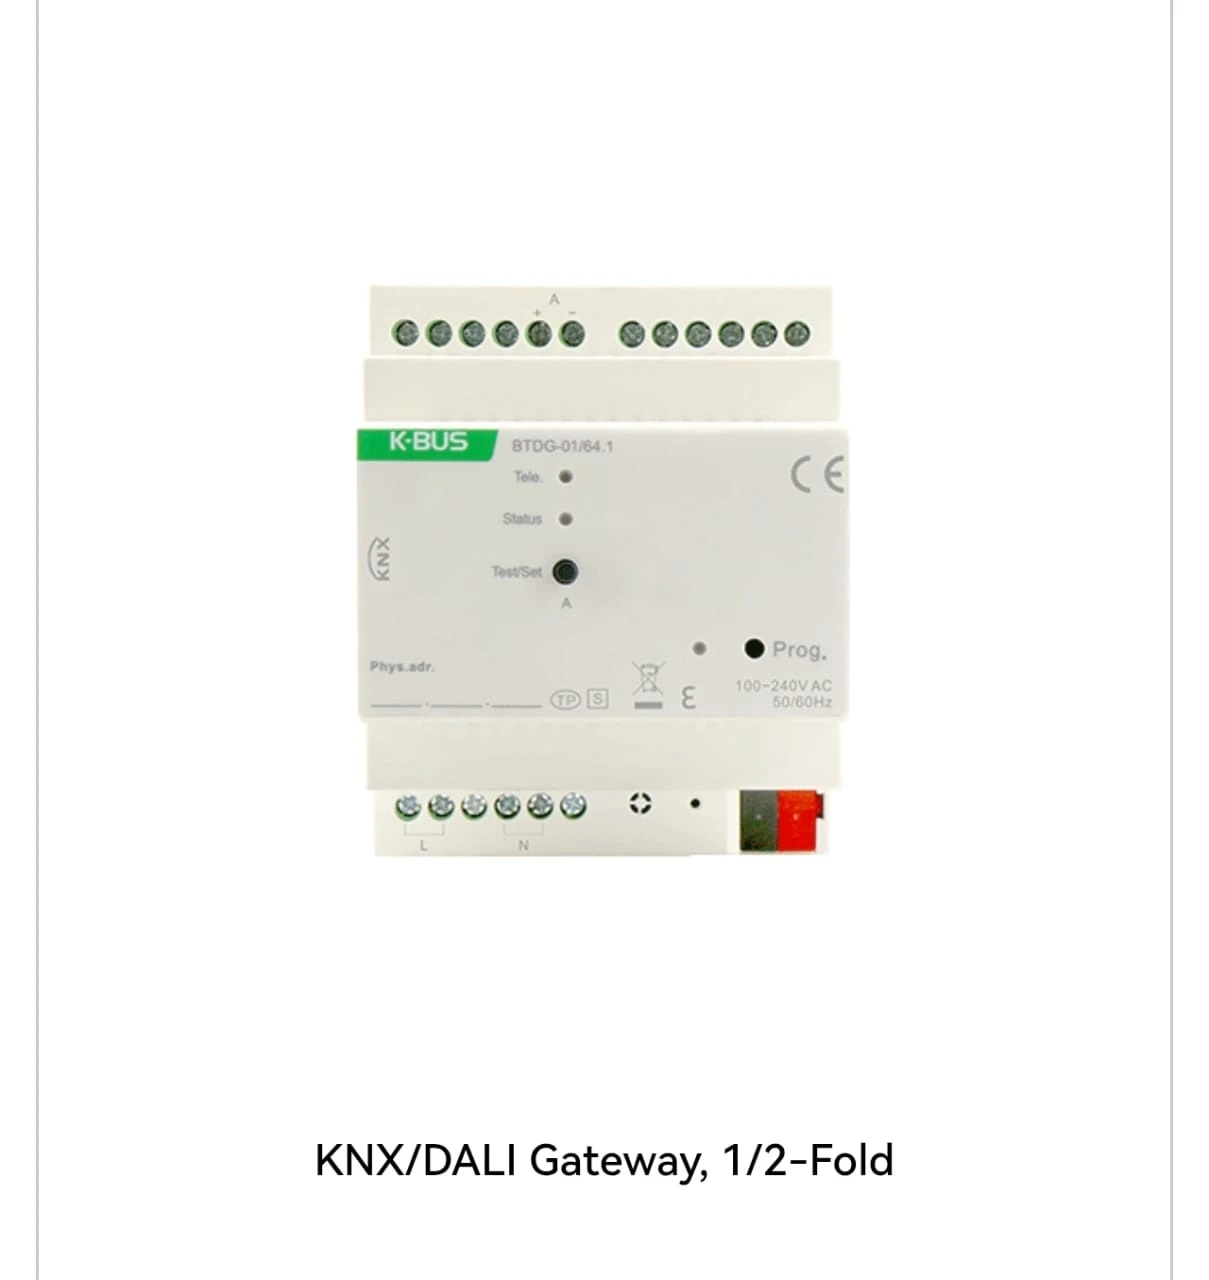 A
+ -
K·BUS BTDG-01/64.1
Tele.
CE
Status
KNX
Test/Set
A
Prog.
Phys.adr.
100-240V AC
TP S
50/60Hz
L N
KNX/DALI Gateway, 1/2-Fold